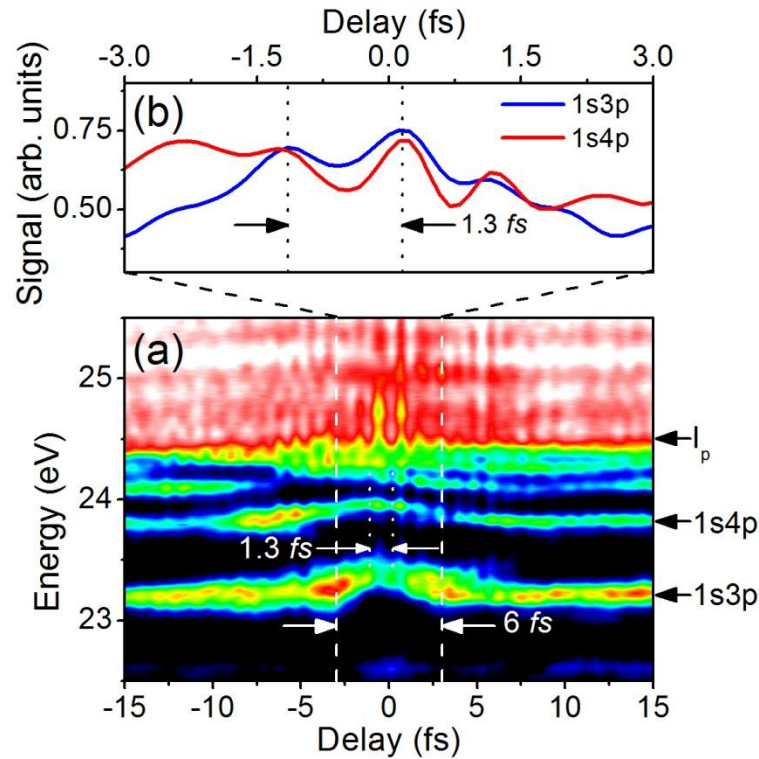 Delay (fs)
-3.0 -1.5 0.0 1.5 3.0
(b)
1s3p
1s4p
0.75
0.50
Signal (arb. units)
1.3 fs
(a)
25
24
23
Energy (eV)
Ip
1s4p
1s3p
1.3 fs
6 fs
-15 -10 -5 0 5 10 15
Delay (fs)